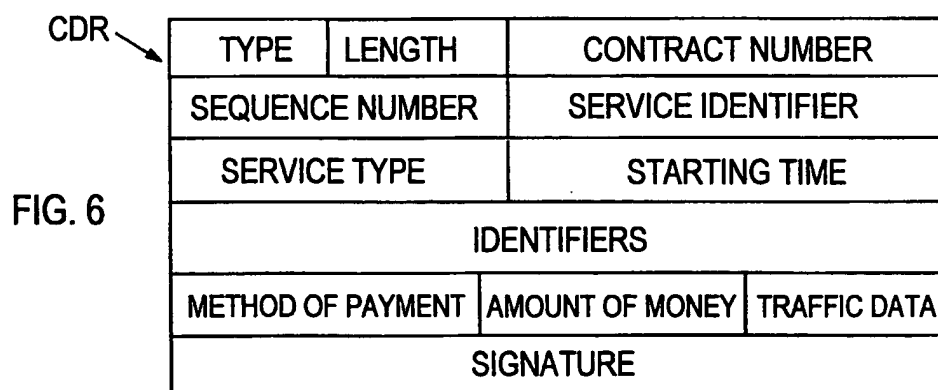 CDR
TYPE LENGTH CONTRACT NUMBER
SEQUENCE NUMBER SERVICE IDENTIFIER
SERVICE TYPE STARTING TIME
FIG. 6
IDENTIFIERS
METHOD OF PAYMENT AMOUNT OF MONEY TRAFFIC DATA
SIGNATURE